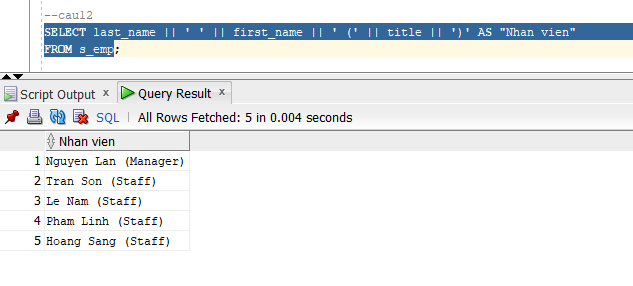 --cau12
SELECT last_name || ' ' || first_name || ' (' || title || ')' AS "Nhan vien"
FROM s_emp;
Script Output x Query Result x
SQL All Rows Fetched: 5 in 0.004 seconds
Nhan vien
1 Nguyen Lan (Manager)
2 Tran Son (Staff)
3 Le Nam (Staff)
4 Pham Linh (Staff)
5 Hoang Sang (Staff)